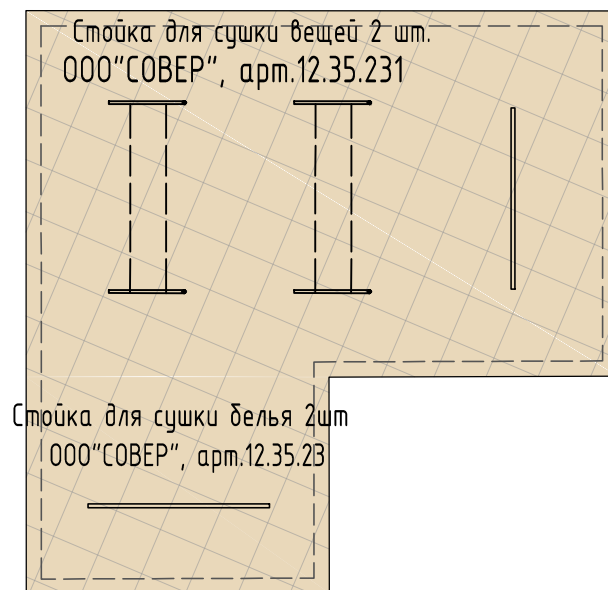 Стойка для сушки вещей 2 шт.
ООО"СОВЕР", арт.12.35.231
Стойка для сушки белья 2шт
ООО"СОВЕР", арт.12.35.23